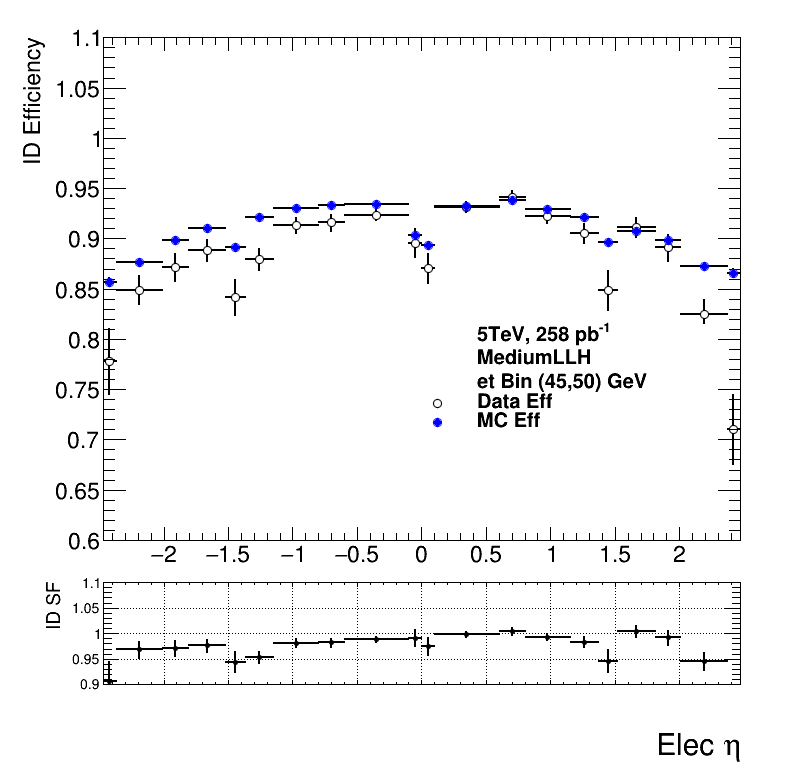 ID Efficiency
1.1
1.05
1
0.95
0.9
0.85
0.8
0.75
0.7
0.65
0.6
5TeV, 258 pb⁻¹
MediumLLH
et Bin (45,50) GeV
Data Eff
MC Eff
−2 −1.5 −1 −0.5 0 0.5 1 1.5 2
ID SF
1.1
1.05
1
0.95
0.9
Elec η